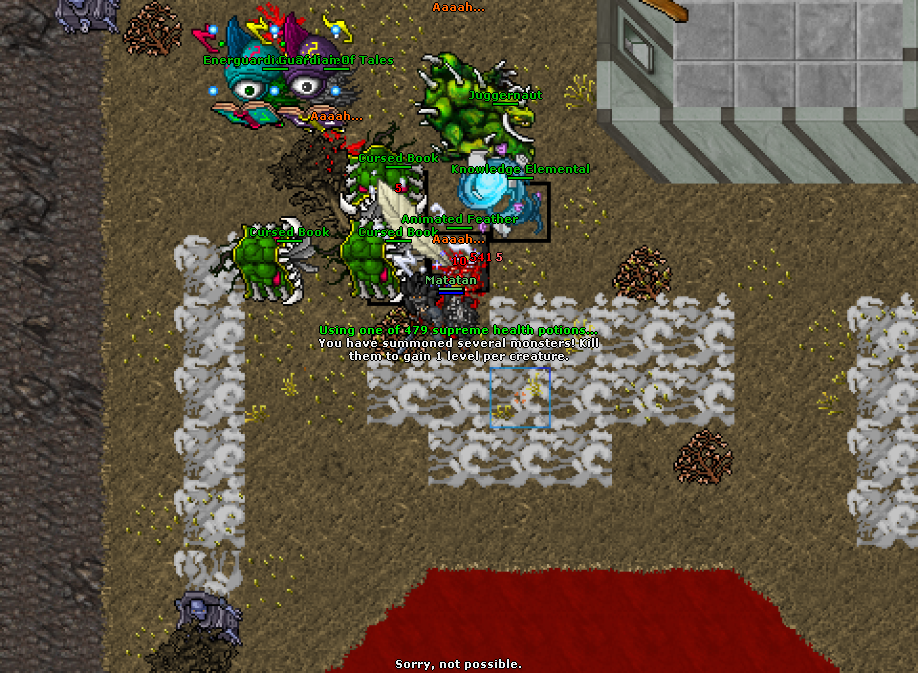 Aaaah...
Guardian Of Tales
Juggernaut
Aaaah...
Cursed Book
Knowledge Elemental
Animated Feather
Cursed Book
Cursed Book
Aaaah...
Matatan
Using one of 479 supreme health potions...
You have summoned several monsters! Kill
them to gain 1 level per creature.
Sorry, not possible.